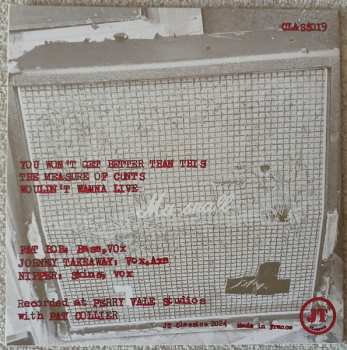 CLASS019
YOU WON'T GET BETTER THAN THIS
THE MEASURE OF CUNTS
WOULDN'T WANNA LIVE
PAT BOB: Bass, VOx
JOHNNY TAKEAWAY: Vox, Axe
NIPPER: Skins, vox
Recorded at PERRY VALE Studios
with PAT COLLIER
JT Classics 2024 Made in France
JT